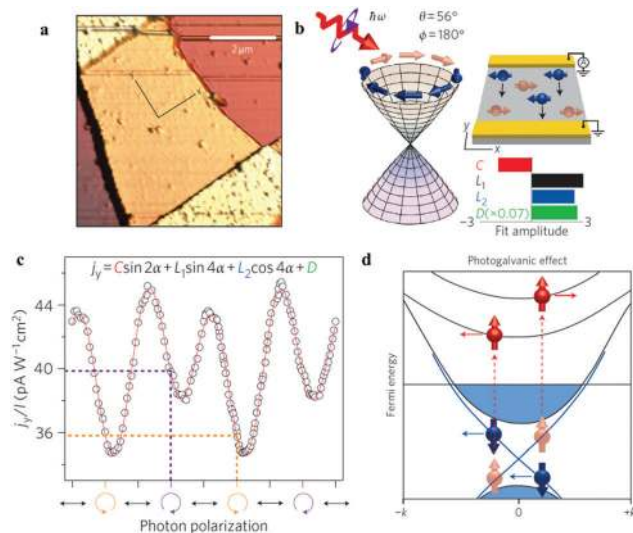 a
2 μm
b
ħω
θ = 56°
ϕ = 180°
A
y
x
C
L1
L2
D(×0.07)
−3
3
Fit amplitude
c
jy = C sin 2α + L1 sin 4α + L2 cos 4α + D
44
40
36
jy/I (pA W−1 cm2)
Photon polarization
d
Photogalvanic effect
Fermi energy
−k
0
+k